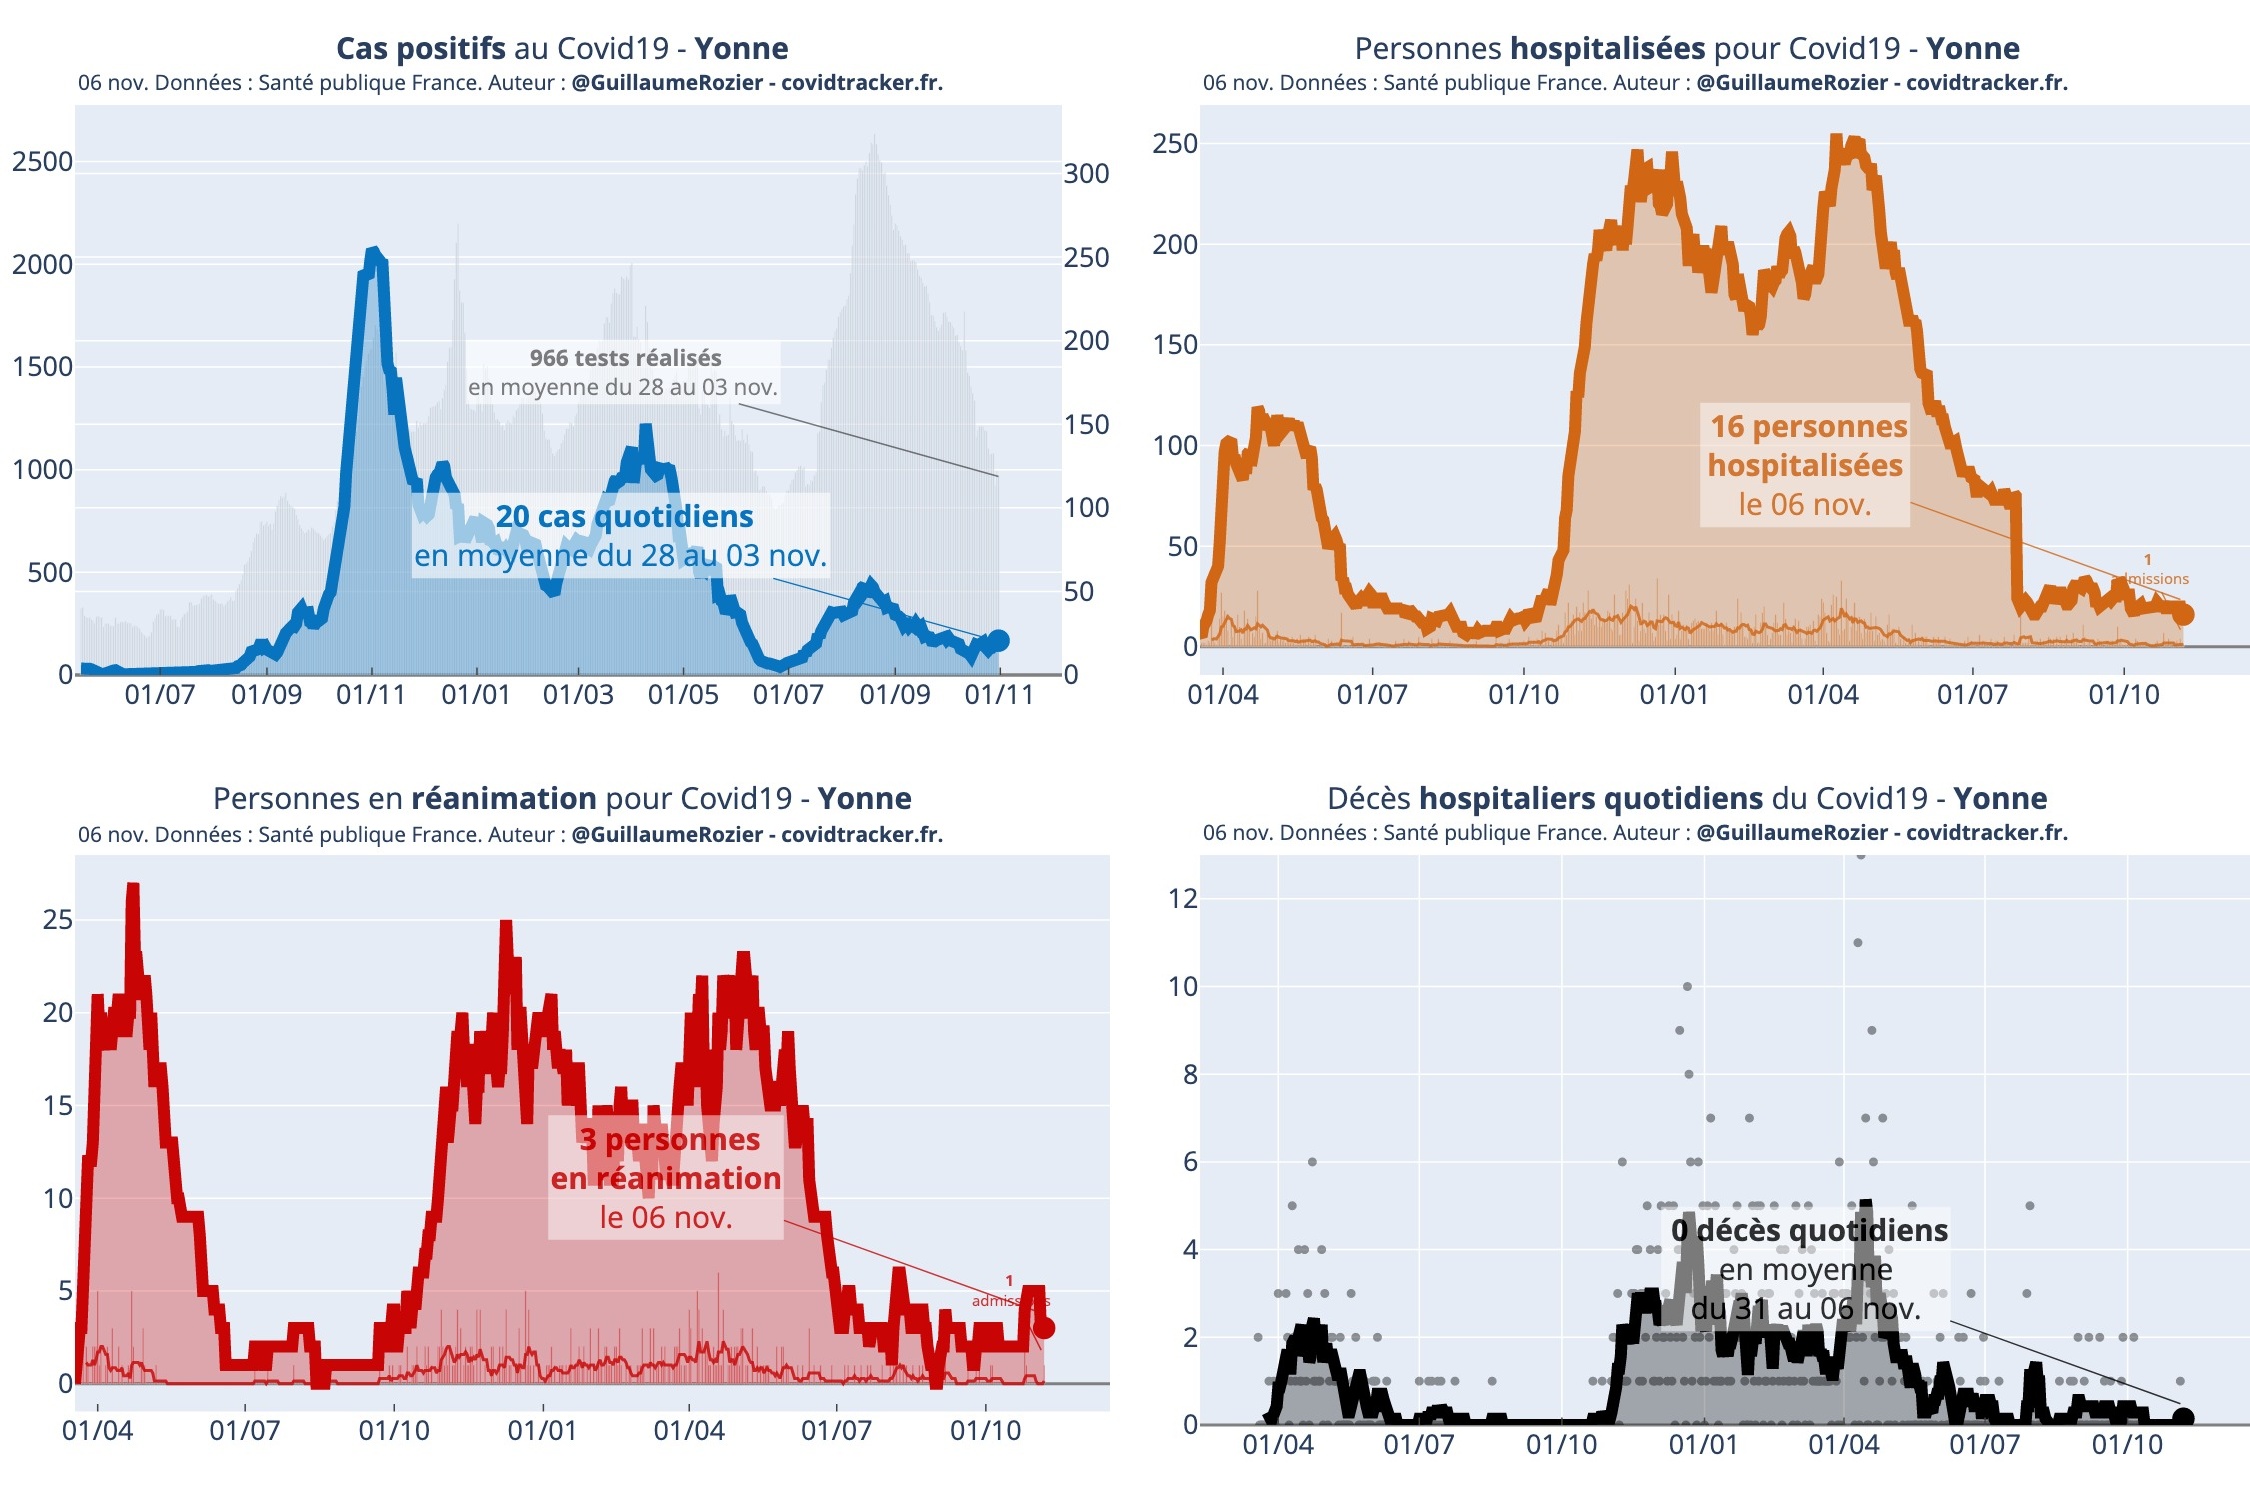 Cas positifs au Covid19 - Yonne
06 nov. Données : Santé publique France. Auteur : @GuillaumeRozier - covidtracker.fr.
2500
2000
1500
1000
500
0
300
250
200
150
100
50
0
966 tests réalisés
en moyenne du 28 au 03 nov.
20 cas quotidiens
en moyenne du 28 au 03 nov.
01/07 01/09 01/11 01/01 01/03 01/05 01/07 01/09 01/11
Personnes hospitalisées pour Covid19 - Yonne
06 nov. Données : Santé publique France. Auteur : @GuillaumeRozier - covidtracker.fr.
250
200
150
100
50
0
16 personnes
hospitalisées
le 06 nov.
1
admissions
01/04 01/07 01/10 01/01 01/04 01/07 01/10
Personnes en réanimation pour Covid19 - Yonne
06 nov. Données : Santé publique France. Auteur : @GuillaumeRozier - covidtracker.fr.
25
20
15
10
5
0
3 personnes
en réanimation
le 06 nov.
1
admissions
01/04 01/07 01/10 01/01 01/04 01/07 01/10
Décès hospitaliers quotidiens du Covid19 - Yonne
06 nov. Données : Santé publique France. Auteur : @GuillaumeRozier - covidtracker.fr.
12
10
8
6
4
2
0
0 décès quotidiens
en moyenne
du 31 au 06 nov.
01/04 01/07 01/10 01/01 01/04 01/07 01/10